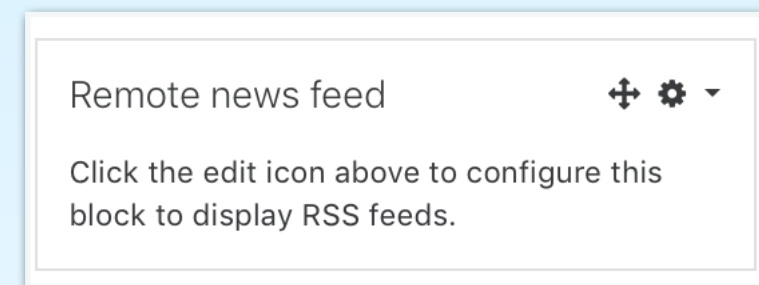 Remote news feed
Click the edit icon above to configure this
block to display RSS feeds.